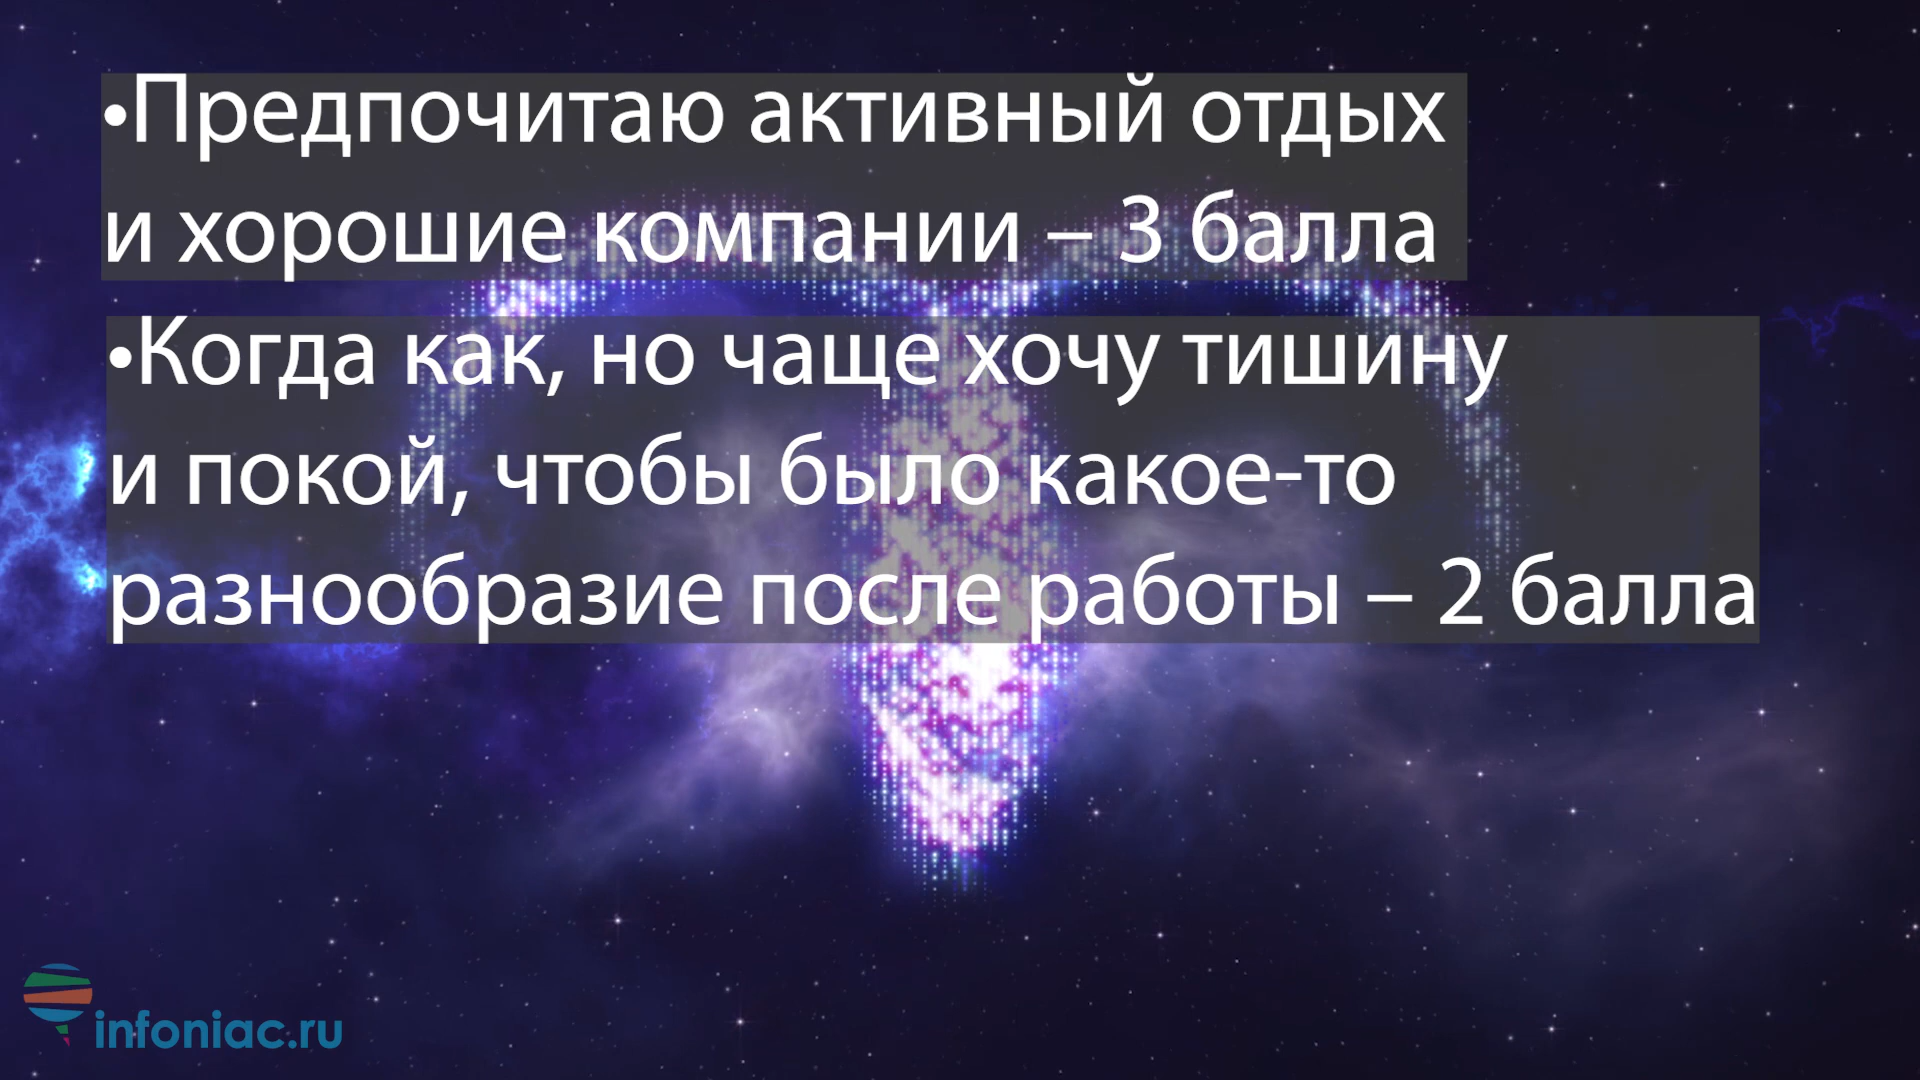 •Предпочитаю активный отдых
и хорошие компании – 3 балла
•Когда как, но чаще хочу тишину
и покой, чтобы было какое-то
разнообразие после работы – 2 балла
infoniac.ru